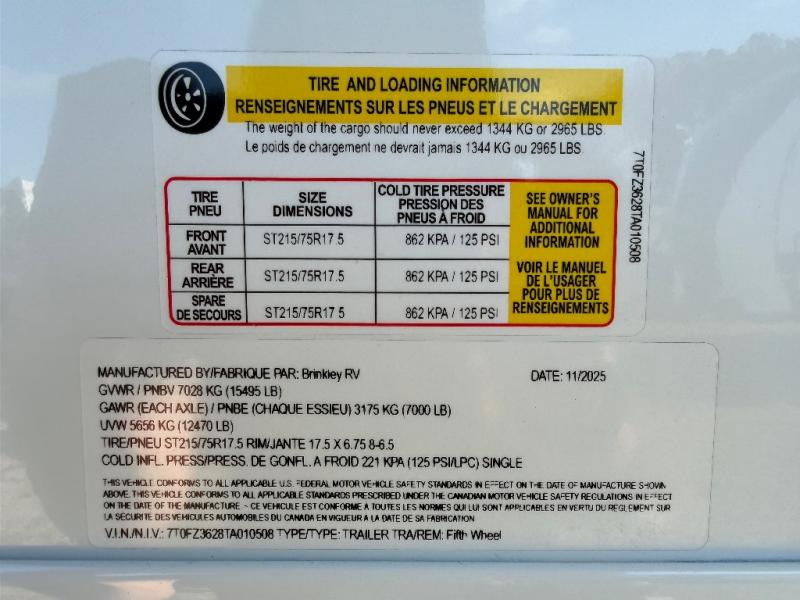 TIRE AND LOADING INFORMATION
RENSEIGNEMENTS SUR LES PNEUS ET LE CHARGEMENT
The weight of the cargo should never exceed 1344 KG or 2965 LBS
Le poids de chargement ne devrait jamais 1344 KG ou 2965 LBS
TIRE PNEU SIZE DIMENSIONS COLD TIRE PRESSURE PRESSION DES PNEUS À FROID
FRONT AVANT ST215/75R17.5 862 KPA / 125 PSI
REAR ARRIÈRE ST215/75R17.5 862 KPA / 125 PSI
SPARE DE SECOURS ST215/75R17.5 862 KPA / 125 PSI
SEE OWNER'S
MANUAL FOR
ADDITIONAL
INFORMATION
VOIR LE MANUEL
DE L'USAGER
POUR PLUS DE
RENSEIGNEMENTS
7T0FZ3628TA010508
MANUFACTURED BY/FABRIQUE PAR: Brinkley RV DATE: 11/2025
GVWR / PNBV 7028 KG (15495 LB)
GAWR (EACH AXLE) / PNBE (CHAQUE ESSIEU) 3175 KG (7000 LB)
UVW 5656 KG (12470 LB)
TIRE/PNEU ST215/75R17.5 RIM/JANTE 17.5 X 6.75 8-6.5
COLD INFL. PRESS/PRESS. DE GONFL. A FROID 221 KPA (125 PSI/LPC) SINGLE
THIS VEHICLE CONFORMS TO ALL APPLICABLE U.S. FEDERAL MOTOR VEHICLE SAFETY STANDARDS IN EFFECT ON THE DATE OF MANUFACTURE SHOWN
ABOVE. THIS VEHICLE CONFORMS TO ALL APPLICABLE STANDARDS PRESCRIBED UNDER THE CANADIAN MOTOR VEHICLE SAFETY REGULATIONS IN EFFECT
ON THE DATE OF THE MANUFACTURE - CE VEHICULE EST CONFORME À TOUTES LES NORMES QUI LUI SONT APPLICABLES EN VERTU DU REGLEMENT SUR
LA SÉCURITE DES VEHICULES AUTOMOBILES DU CANADA EN VIGUEUR A LA DATE DE SA FABRICATION
V.I.N./N.I.V.: 7T0FZ3628TA010508 TYPE/TYPE: TRAILER TRA/REM: Fifth Wheel